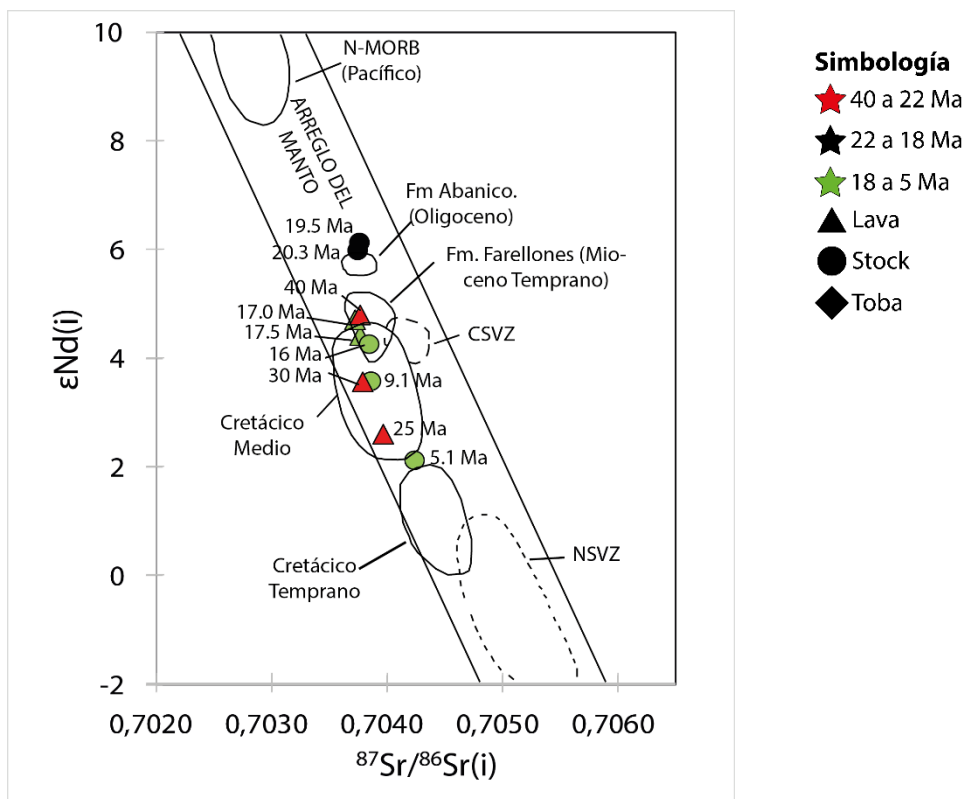 10
8
6
4
2
0
-2
εNd(i)
0,7020
0,7030
0,7040
0,7050
0,7060
⁸⁷Sr/⁸⁶Sr(i)
N-MORB
(Pacífico)
ARREGLO DEL
MANTO
Fm Abanico.
(Oligoceno)
19.5 Ma
20.3 Ma
Fm. Farellones (Mio-
ceno Temprano)
40 Ma
17.0 Ma
17.5 Ma
16 Ma
30 Ma
CSVZ
9.1 Ma
Cretácico
Medio
25 Ma
5.1 Ma
NSVZ
Cretácico
Temprano
Simbología
40 a 22 Ma
22 a 18 Ma
18 a 5 Ma
Lava
Stock
Toba